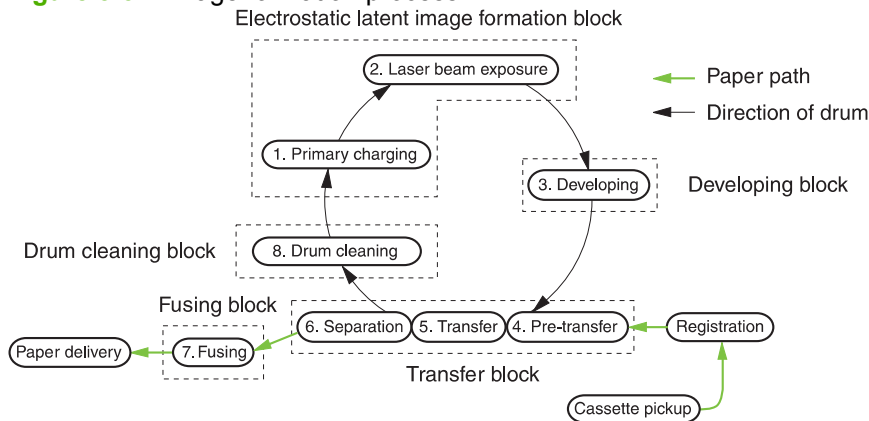 Electrostatic latent image formation block
2. Laser beam exposure
Paper path
Direction of drum
1. Primary charging
3. Developing
Developing block
Drum cleaning block
8. Drum cleaning
Fusing block
6. Separation
5. Transfer
4. Pre-transfer
Registration
Paper delivery
7. Fusing
Transfer block
Cassette pickup